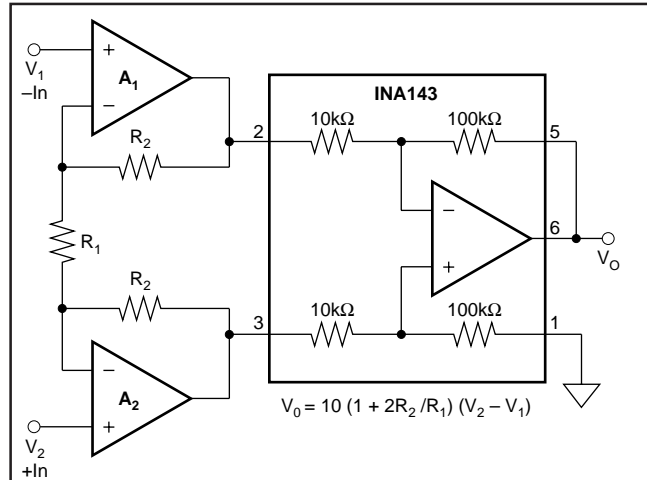 V1
–In
+
A1
–
R2
R1
R2
–
A2
+
V2
+In
INA143
10kΩ
100kΩ
2
5
–
6
+
VO
10kΩ
100kΩ
3
1
V0 = 10 (1 + 2R2 /R1) (V2 – V1)